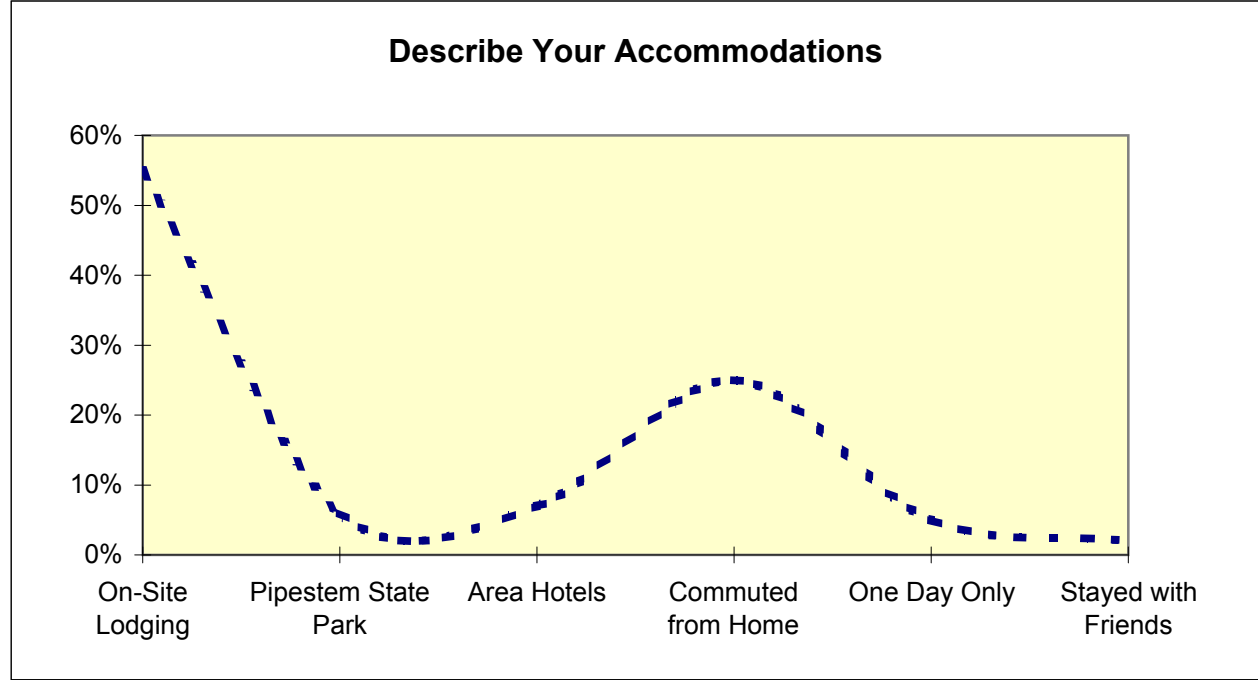 Describe Your Accommodations
60%
50%
40%
30%
20%
10%
0%
On-Site
Lodging
Pipestem State
Park
Area Hotels
Commuted
from Home
One Day Only
Stayed with
Friends